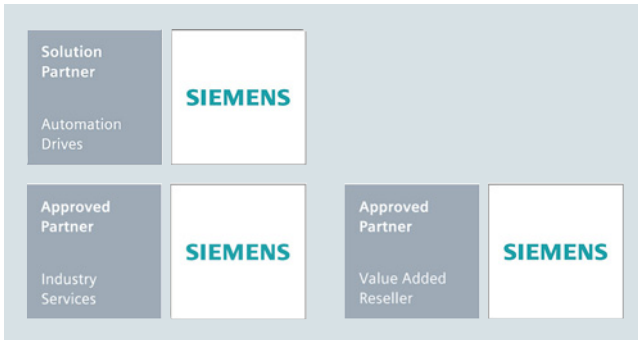 Solution
Partner
Automation
Drives
SIEMENS
Approved
Partner
Industry
Services
SIEMENS
Approved
Partner
Value Added
Reseller
SIEMENS